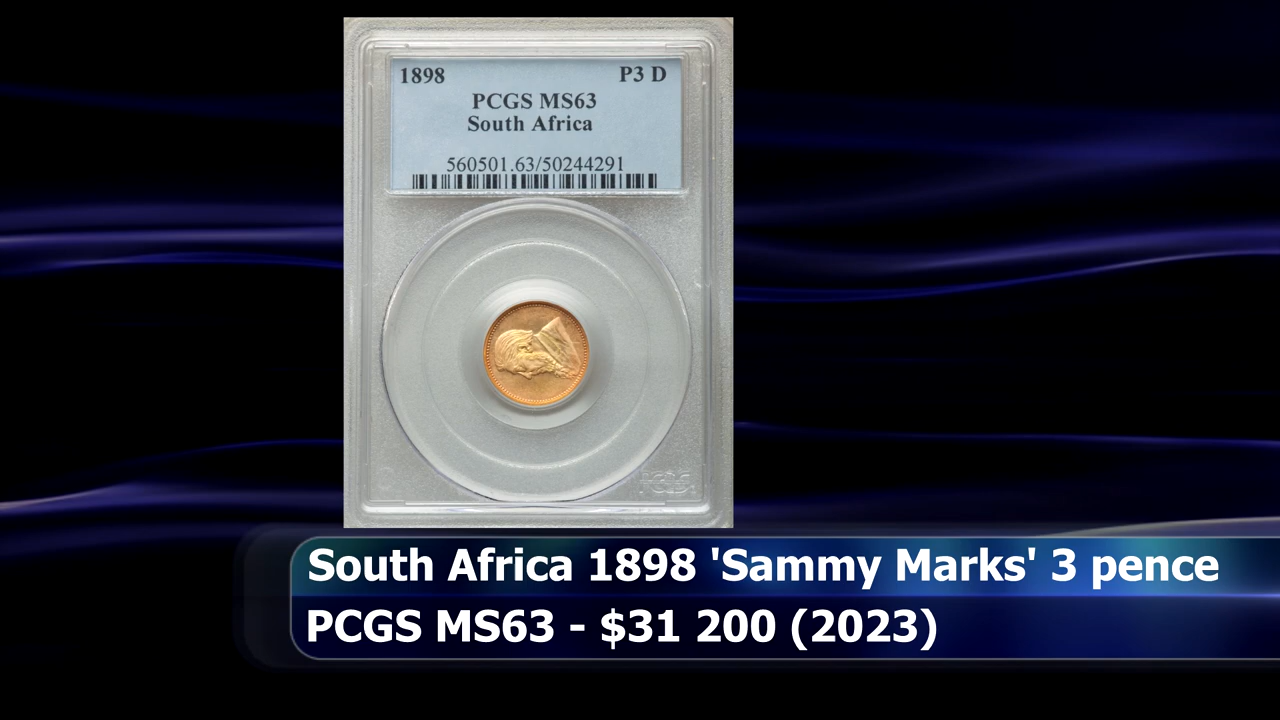 1898 P3 D
PCGS MS63
South Africa
560501.63/50244291
PCGS
South Africa 1898 'Sammy Marks' 3 pence
PCGS MS63 - $31 200 (2023)